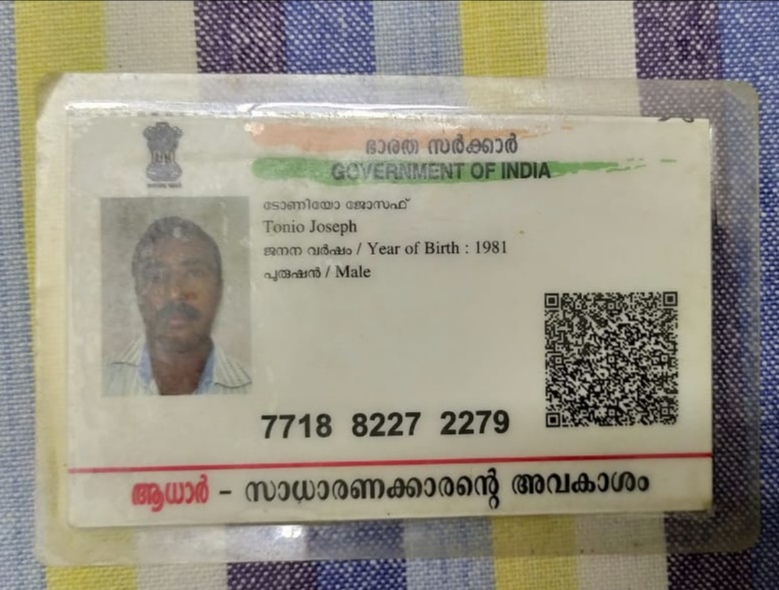 ഭാരത സർക്കാർ
GOVERNMENT OF INDIA
ടോണിയോ ജോസഫ്
Tonio Joseph
ജനന വർഷം / Year of Birth : 1981
പുരുഷൻ / Male
7718 8227 2279
ആധാർ - സാധാരണക്കാരന്റെ അവകാശം